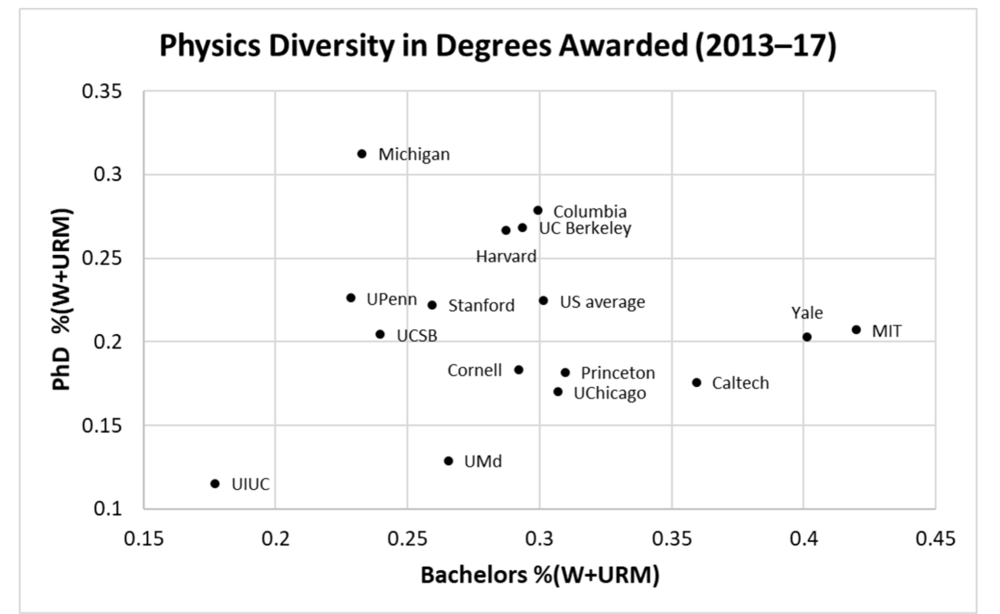 Physics Diversity in Degrees Awarded (2013–17)
0.35
Michigan
0.3
Columbia
UC Berkeley
Harvard
0.25
UPenn
Stanford
US average
Yale
MIT
UCSB
0.2
Cornell
Princeton
Caltech
UChicago
0.15
UMd
UIUC
0.1
PhD %(W+URM)
0.15 0.2 0.25 0.3 0.35 0.4 0.45
Bachelors %(W+URM)